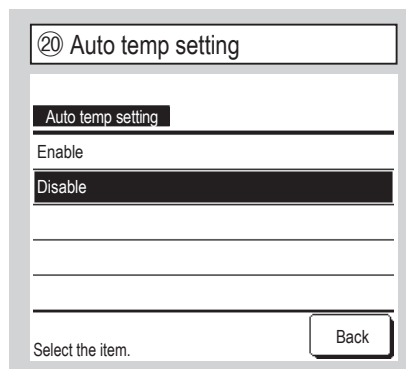 ⑳ Auto temp setting
Auto temp setting
Enable
Disable
Select the item.
Back